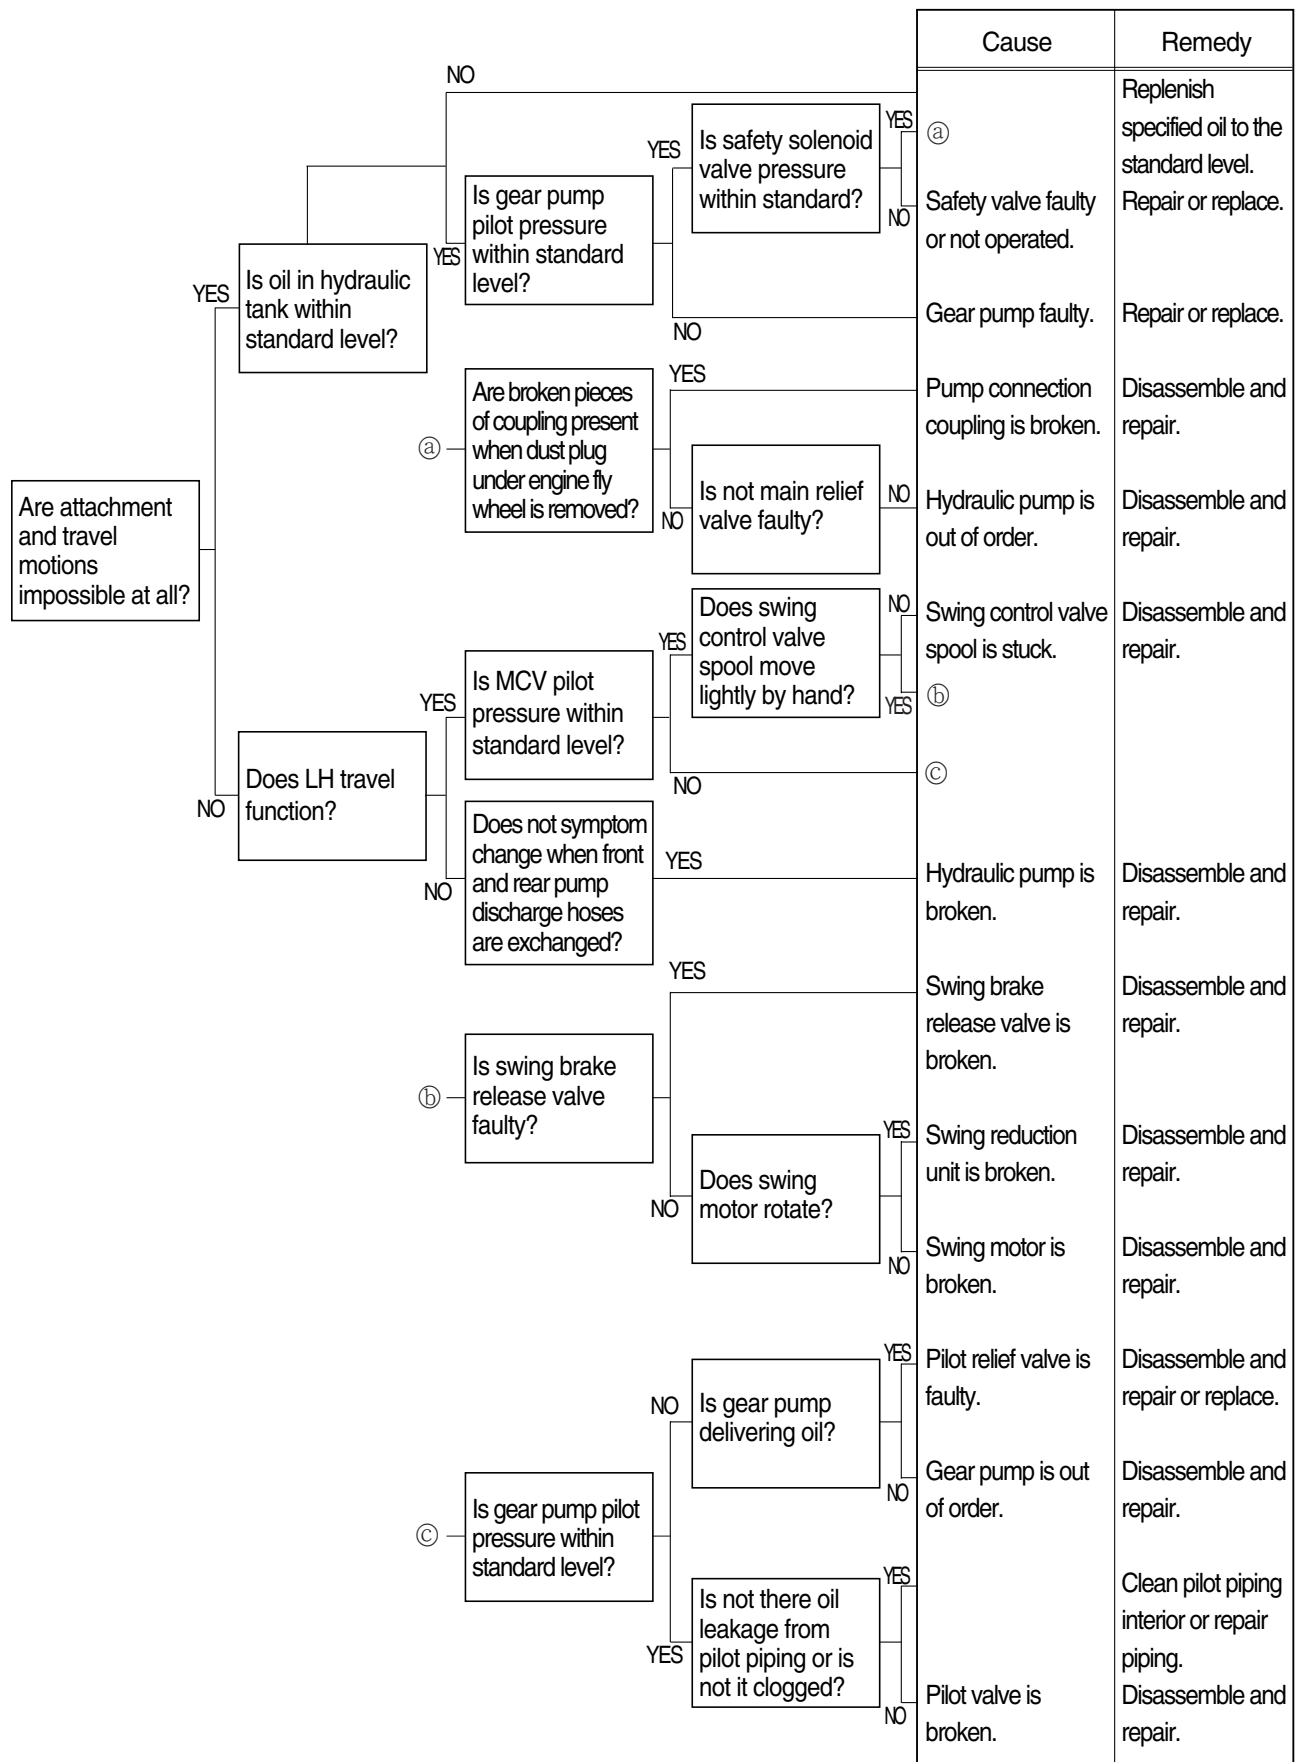 Cause
Remedy
NO
Replenish
specified oil to the
standard level.
YES
Is safety solenoid
valve pressure
within standard?
YES
ⓐ
NO
Safety valve faulty
or not operated.
Repair or replace.
YES
Is gear pump
pilot pressure
within standard
level?
YES
Is oil in hydraulic
tank within
standard level?
NO
Gear pump faulty.
Repair or replace.
ⓐ
Are broken pieces
of coupling present
when dust plug
under engine fly
wheel is removed?
YES
Pump connection
coupling is broken.
Disassemble and
repair.
NO
Is not main relief
valve faulty?
NO
Hydraulic pump is
out of order.
Disassemble and
repair.
Are attachment
and travel
motions
impossible at all?
NO
Does LH travel
function?
YES
Is MCV pilot
pressure within
standard level?
YES
Does swing
control valve
spool move
lightly by hand?
NO
Swing control valve
spool is stuck.
Disassemble and
repair.
YES
ⓑ
NO
ⓒ
NO
Does not symptom
change when front
and rear pump
discharge hoses
are exchanged?
YES
Hydraulic pump is
broken.
Disassemble and
repair.
ⓑ
Is swing brake
release valve
faulty?
YES
Swing brake
release valve is
broken.
Disassemble and
repair.
NO
Does swing
motor rotate?
YES
Swing reduction
unit is broken.
Disassemble and
repair.
NO
Swing motor is
broken.
Disassemble and
repair.
ⓒ
Is gear pump pilot
pressure within
standard level?
NO
Is gear pump
delivering oil?
YES
Pilot relief valve is
faulty.
Disassemble and
repair or replace.
NO
Gear pump is out
of order.
Disassemble and
repair.
YES
Is not there oil
leakage from
pilot piping or is
not it clogged?
YES
Clean pilot piping
interior or repair
piping.
NO
Pilot valve is
broken.
Disassemble and
repair.